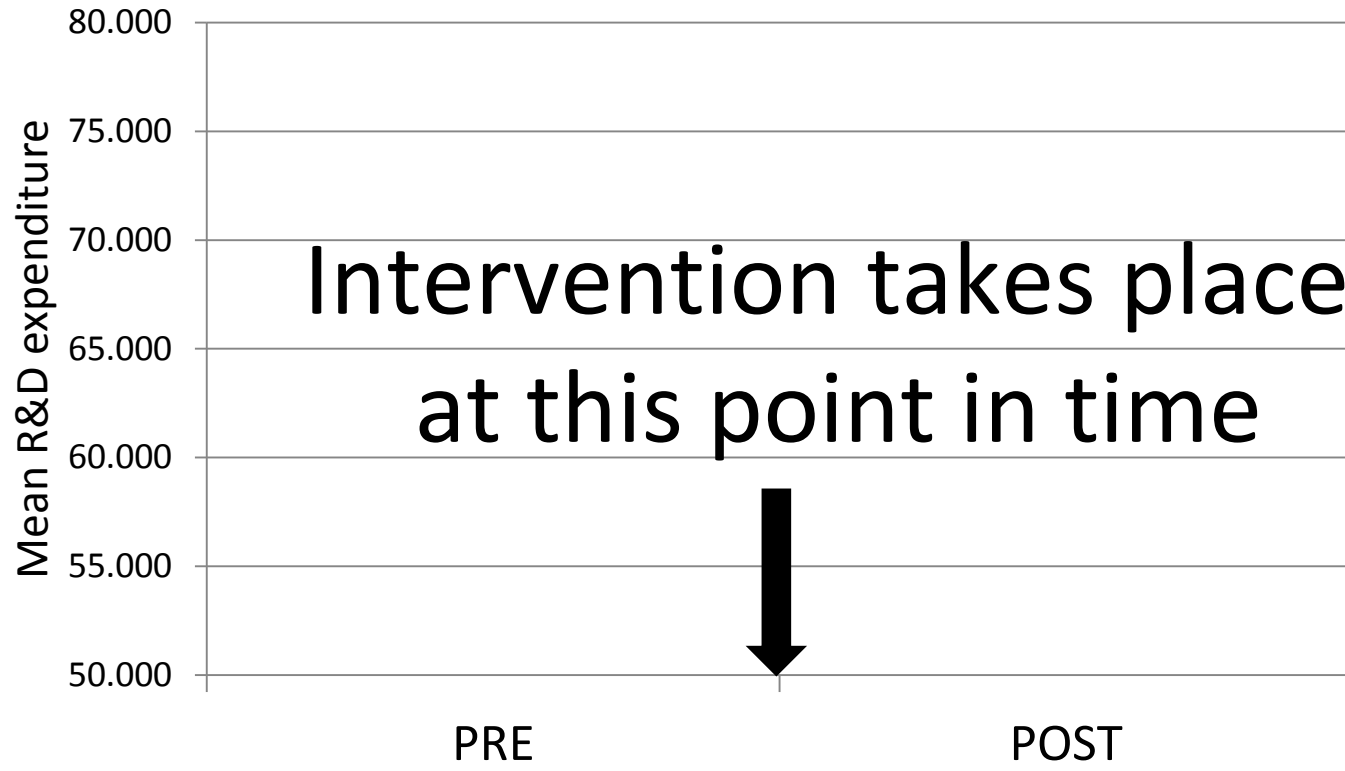 80.000
75.000
70.000
65.000
60.000
55.000
50.000
Mean R&D expenditure
Intervention takes place
at this point in time
PRE
POST